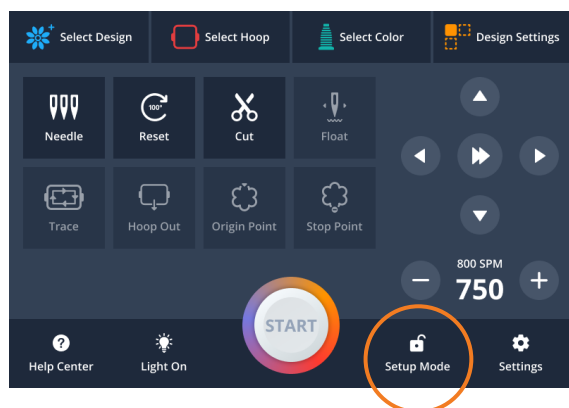 Select Design
Select Hoop
Select Color
Design Settings
Needle
100°
Reset
Cut
Float
Trace
Hoop Out
Origin Point
Stop Point
800 SPM
750
START
?
Help Center
Light On
Setup Mode
Settings